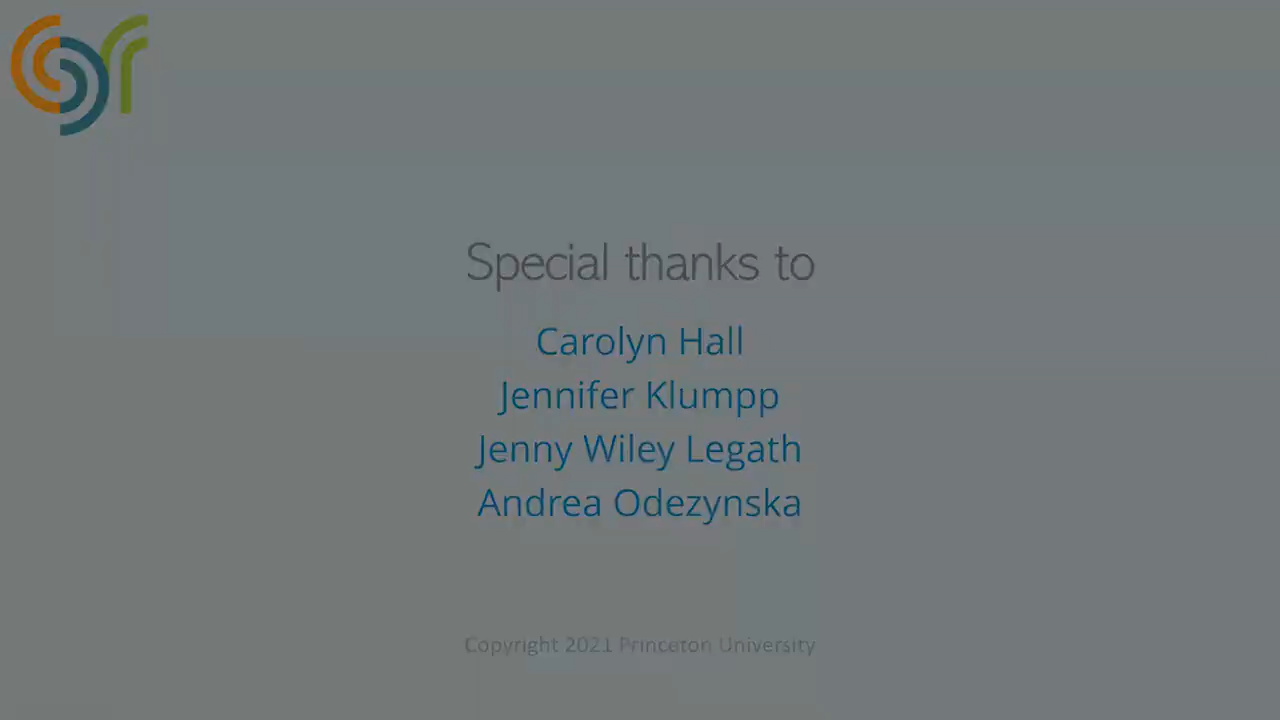 Special thanks to
Carolyn Hall
Jennifer Klumpp
Jenny Wiley Legath
Andrea Odezynska
Copyright 2021 Princeton University